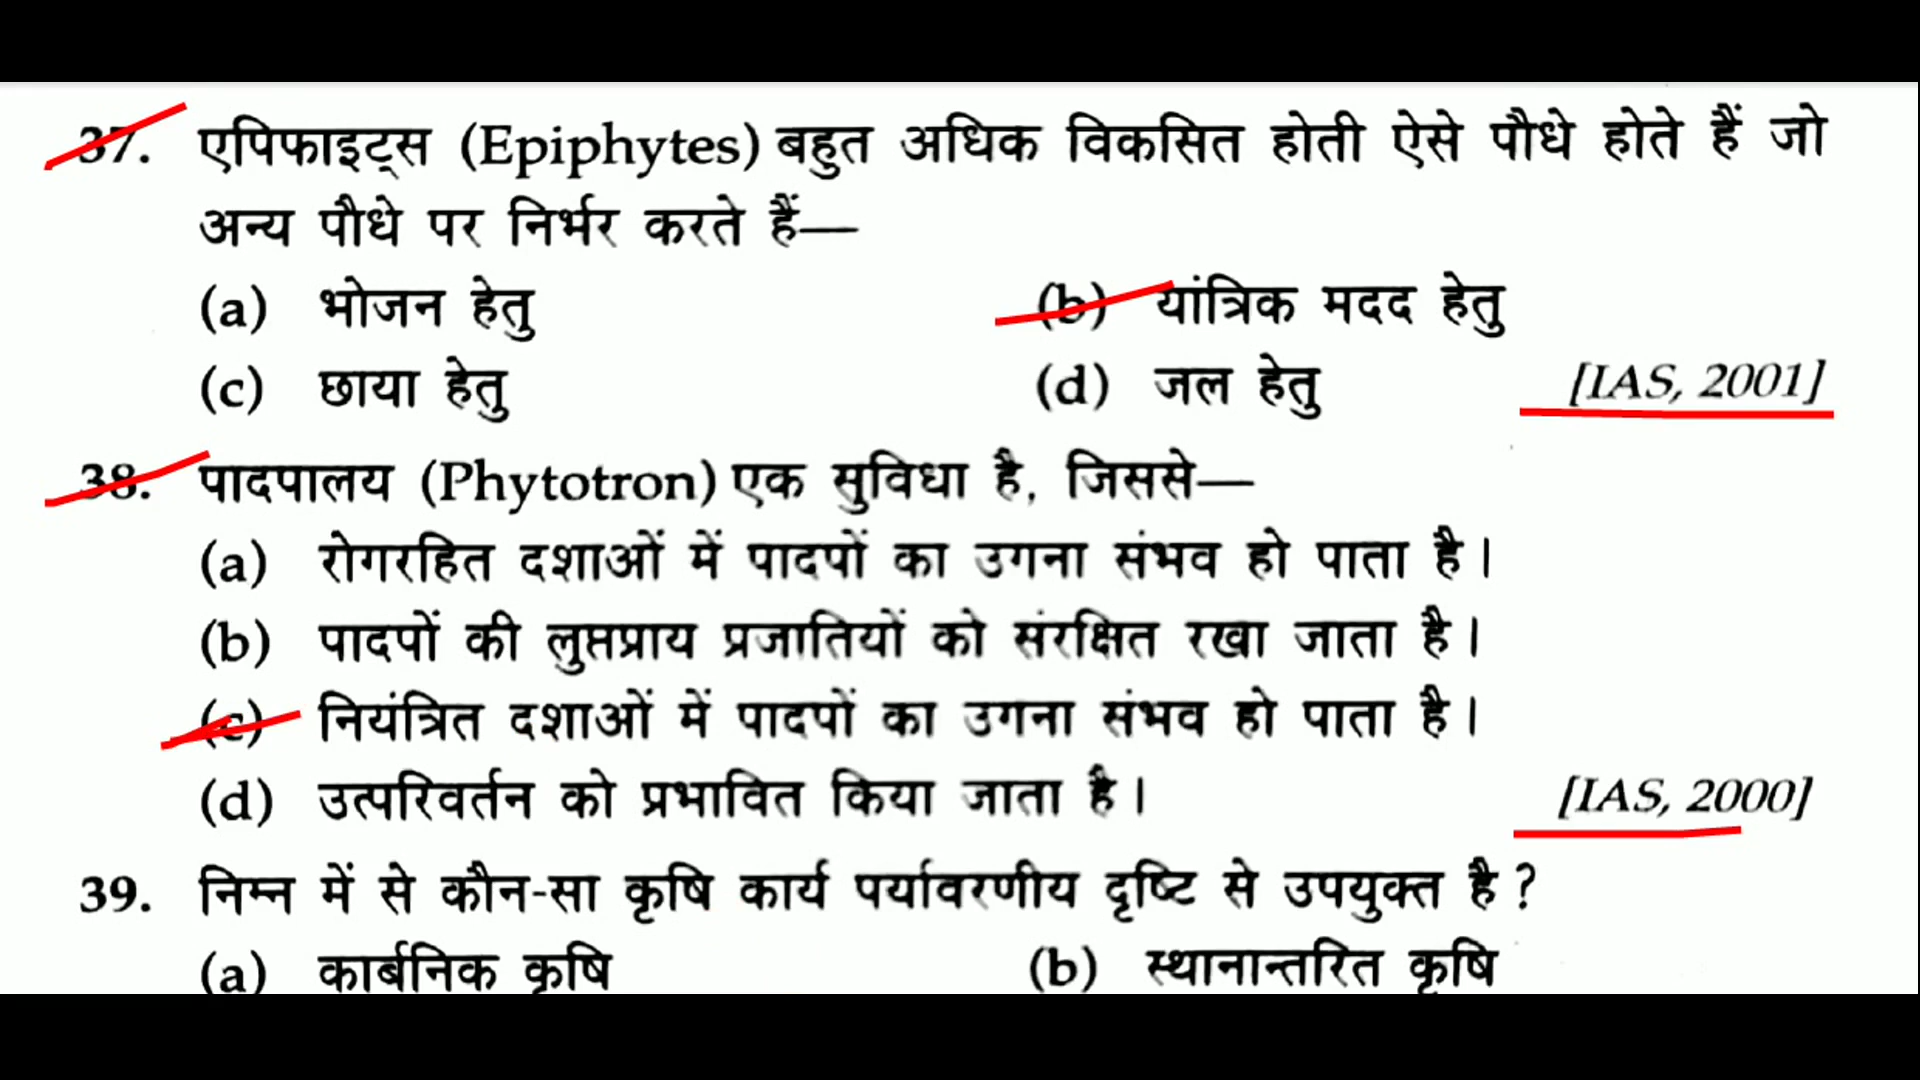 37. एपिफाइट्स (Epiphytes) बहुत अधिक विकसित होती ऐसे पौधे होते हैं जो
अन्य पौधे पर निर्भर करते हैं—
(a) भोजन हेतु (b) यांत्रिक मदद हेतु
(c) छाया हेतु (d) जल हेतु [IAS, 2001]
38. पादपालय (Phytotron) एक सुविधा है, जिससे—
(a) रोगरहित दशाओं में पादपों का उगना संभव हो पाता है।
(b) पादपों की लुप्तप्राय प्रजातियों को संरक्षित रखा जाता है।
(c) नियंत्रित दशाओं में पादपों का उगना संभव हो पाता है।
(d) उत्परिवर्तन को प्रभावित किया जाता है। [IAS, 2000]
39. निम्न में से कौन-सा कृषि कार्य पर्यावरणीय दृष्टि से उपयुक्त है?
(a) कार्बनिक कृषि (b) स्थानान्तरित कृषि